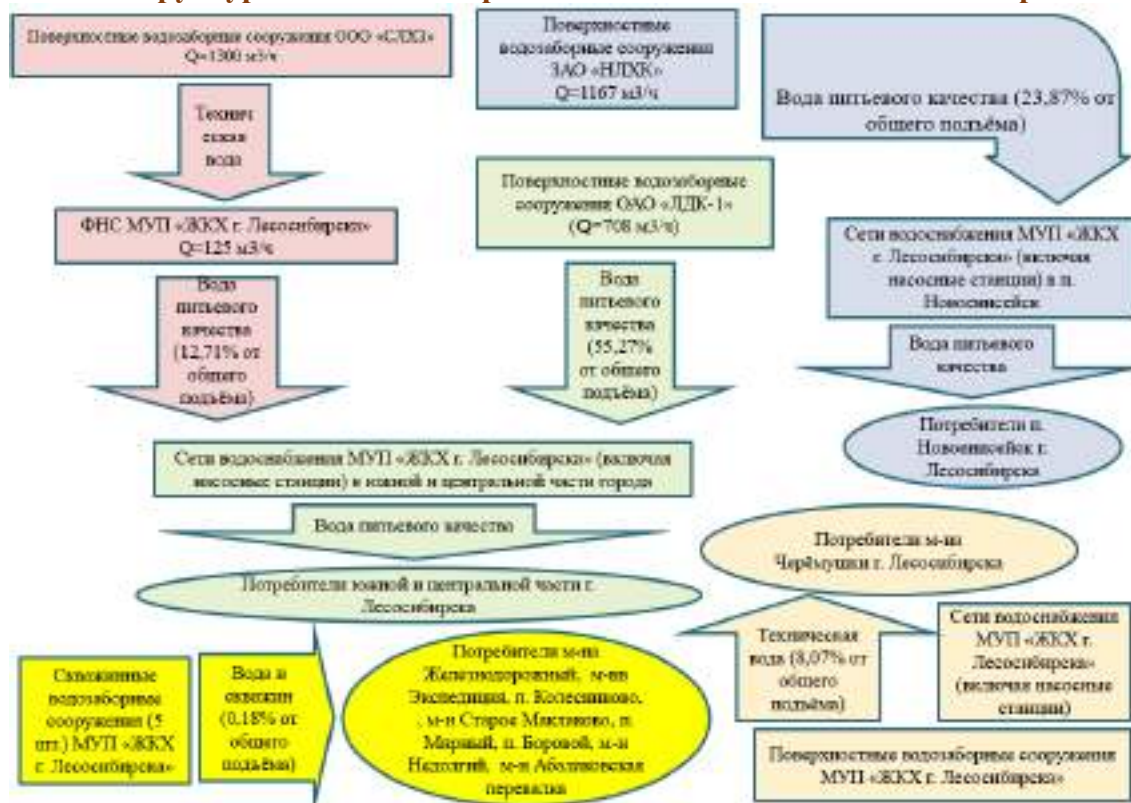 Поверхностные водозаборные сооружения ООО «СЛХЗ»
Q=1300 м3/ч
Технич
еская
вода
ФНС МУП «ЖКХ г. Лесосибирска»
Q=125 м3/ч
Вода
питьевого
качества
(12,71% от
общего
подъёма)
Поверхностные
водозаборные сооружения
ЗАО «НЛХК»
Q=1167 м3/ч
Поверхностные водозаборные
сооружения ОАО «ЛДК-1»
(Q=708 м3/ч)
Вода
питьевого
качества
(55,27%
от общего
подъёма)
Сети водоснабжения МУП «ЖКХ г. Лесосибирска» (включая
насосные станции) в южной и центральной части города
Вода питьевого качества
Потребители южной и центральной части г.
Лесосибирска
Вода питьевого качества (23,87% от
общего подъёма)
Сети водоснабжения МУП «ЖКХ
г. Лесосибирска» (включая
насосные станции) в п.
Новоенисейск
Вода питьевого
качества
Потребители п.
Новоенисейск г.
Лесосибирска
Потребители м-на
Черёмушки г. Лесосибирска
Техническая
вода (8,07% от
общего
подъёма)
Сети водоснабжения
МУП «ЖКХ г.
Лесосибирска»
(включая насосные
станции)
Поверхностные водозаборные сооружения
МУП «ЖКХ г. Лесосибирска»
Скважинные
водозаборные
сооружения (5
шт.) МУП «ЖКХ
г. Лесосибирска»
Вода и
скважин
(0,18% от
общего
подъёма)
Потребители м-на
Железнодорожный, м-на
Экспедиция, п. Колесниково,
, м-н Старое Маклаково, п.
Мирный, п. Боровой, м-н
Недолгий, м-н Абалаковская
перевалка